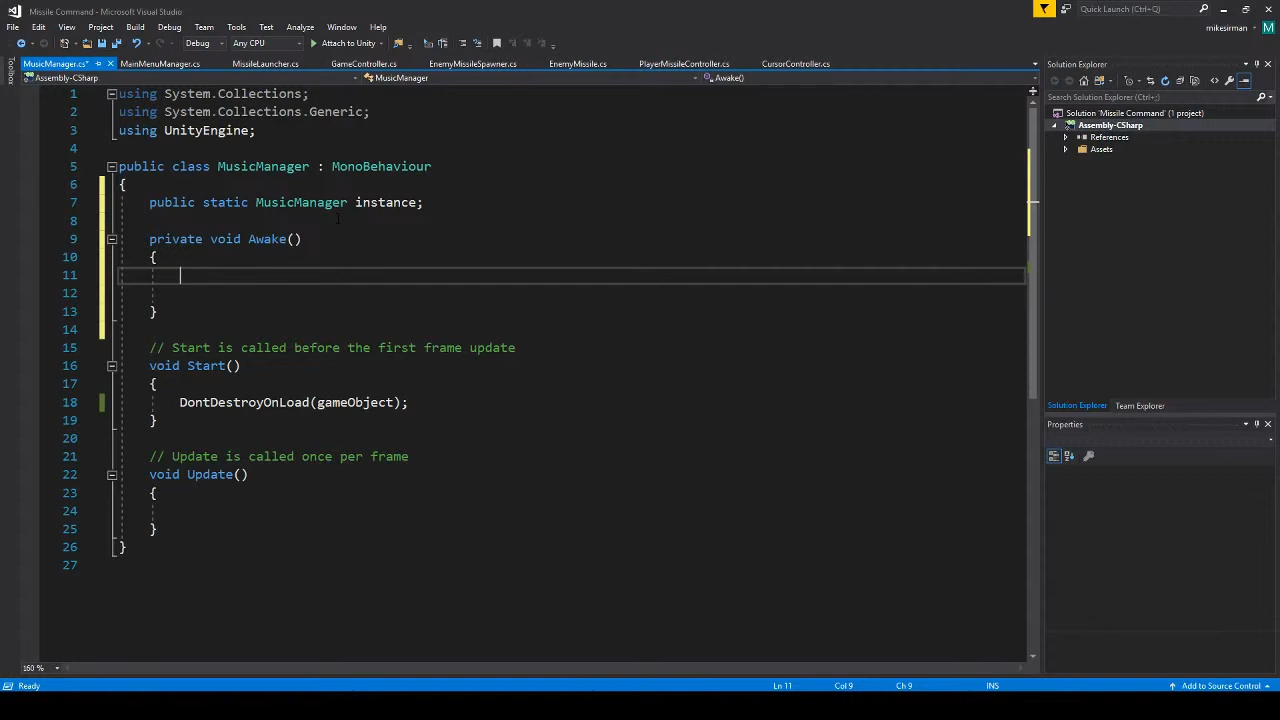 Missile Command - Microsoft Visual Studio
Quick Launch (Ctrl+Q)
File Edit View Project Build Debug Team Tools Test Analyze Window Help
mikesirman M
Debug Any CPU Attach to Unity
MusicManager.cs* MainMenuManager.cs MissileLauncher.cs GameController.cs EnemyMissileSpawner.cs EnemyMissile.cs PlayerMissileController.cs CursorController.cs
Toolbox
Assembly-CSharp MusicManager Awake()
1 using System.Collections;
2 using System.Collections.Generic;
3 using UnityEngine;
4
5 public class MusicManager : MonoBehaviour
6 {
7 public static MusicManager instance;
8
9 private void Awake()
10 {
11
12
13 }
14
15 // Start is called before the first frame update
16 void Start()
17 {
18 DontDestroyOnLoad(gameObject);
19 }
20
21 // Update is called once per frame
22 void Update()
23 {
24
25 }
26 }
27
160 %
Solution Explorer
Search Solution Explorer (Ctrl+;)
Solution 'Missile Command' (1 project)
Assembly-CSharp
References
Assets
Solution Explorer Team Explorer
Properties
Ready Ln 11 Col 9 Ch 9 INS Add to Source Control